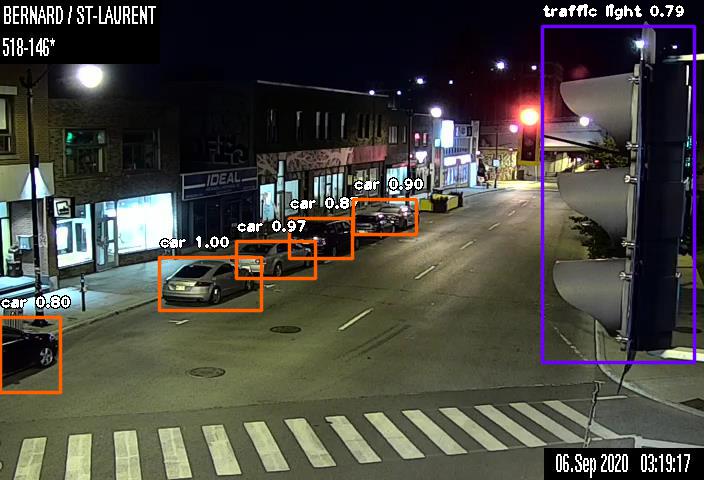 BERNARD / ST-LAURENT
518-146*
traffic light 0.79
car 0.90
car 0.87
car 0.97
car 1.00
IDEAL
car 0.80
06.Sep 2020 03:19:17